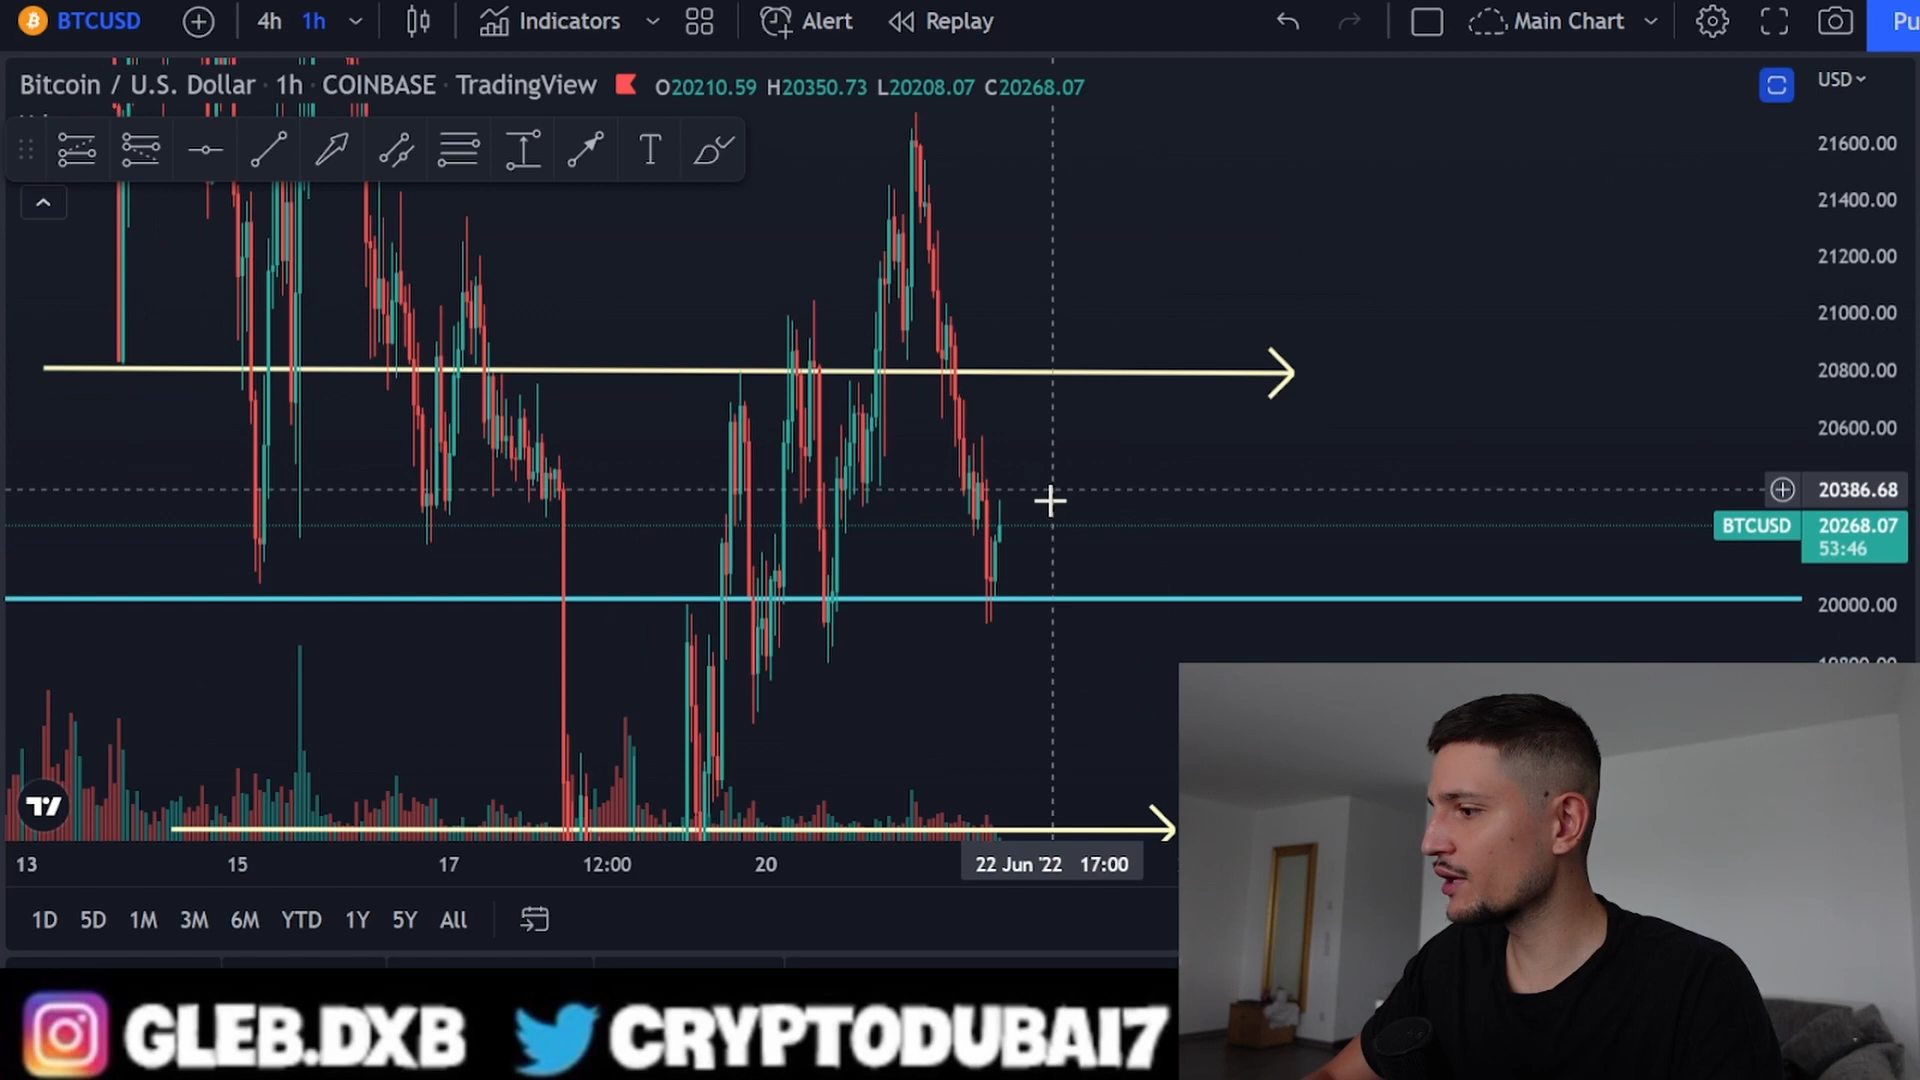 BTCUSD 4h 1h Indicators Alert Replay Main Chart Pu
Bitcoin / U.S. Dollar · 1h · COINBASE · TradingView O20210.59 H20350.73 L20208.07 C20268.07
USD
21600.00
21400.00
21200.00
21000.00
20800.00
20600.00
20386.68
BTCUSD 20268.07
53:46
20000.00
13 15 17 12:00 20 22 Jun '22 17:00
1D 5D 1M 3M 6M YTD 1Y 5Y All
GLEB.DXB CRYPTODUBAI7